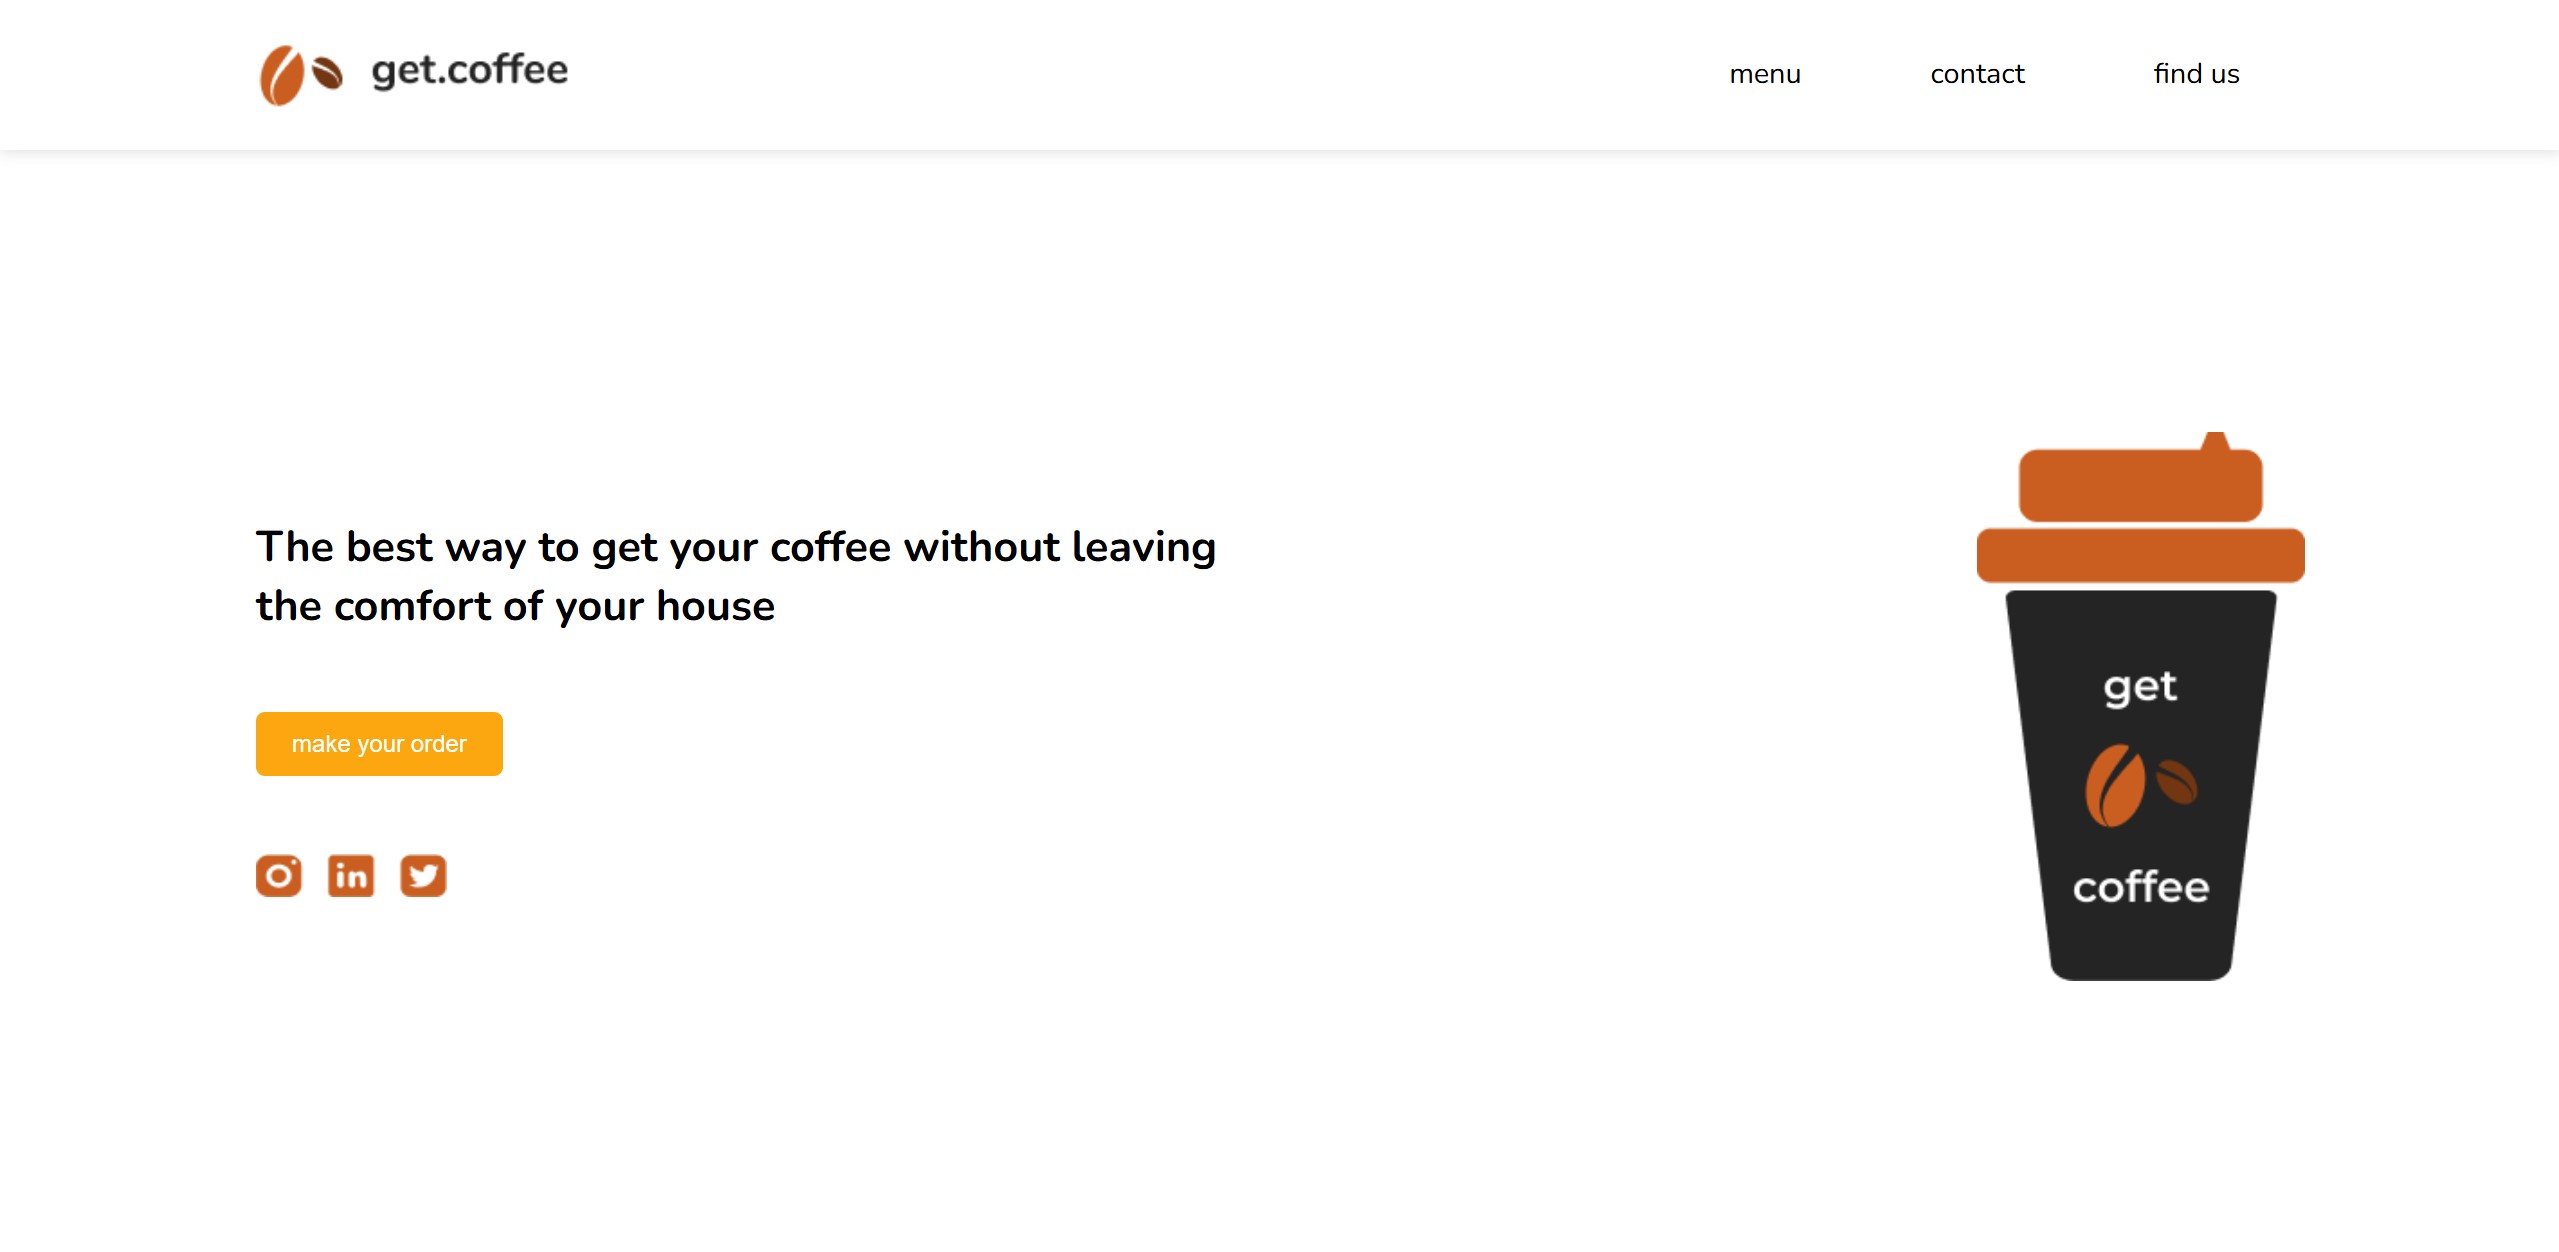 get.coffee
menu
contact
find us
The best way to get your coffee without leaving
the comfort of your house
make your order
in
get
coffee